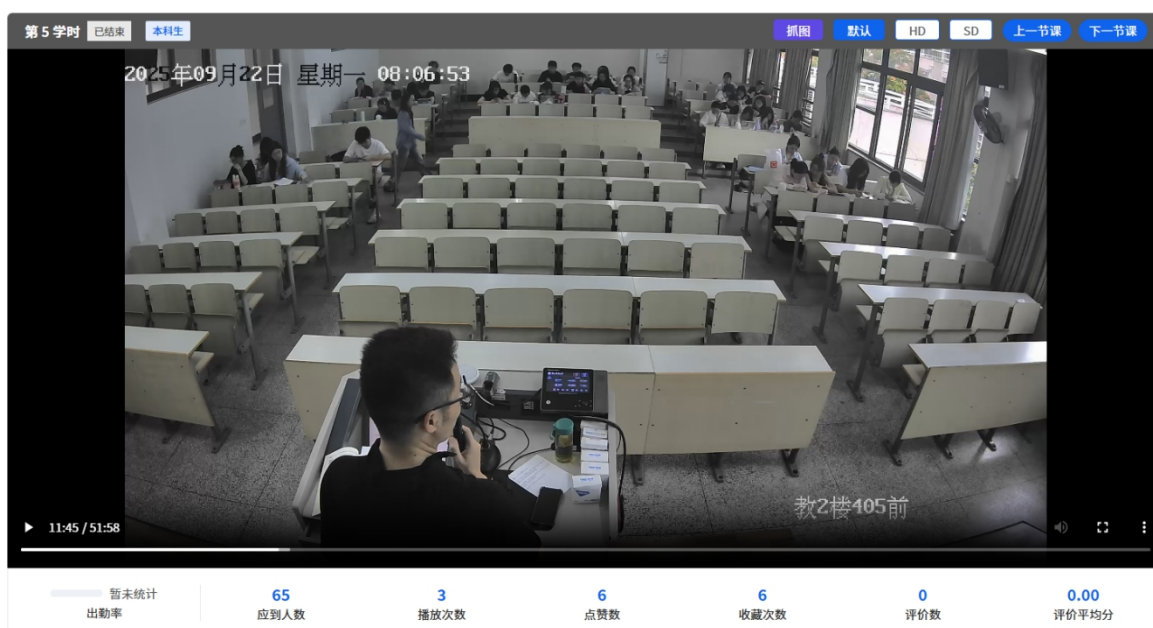 第 5 学时 已结束 本科生 抓图 默认 HD SD 上一节课 下一节课
2025年09月22日 星期一 08:06:53
教2楼405前
11:45 / 51:58
暂未统计 65 3 6 6 0 0.00
出勤率 应到人数 播放次数 点赞数 收藏次数 评价数 评价平均分